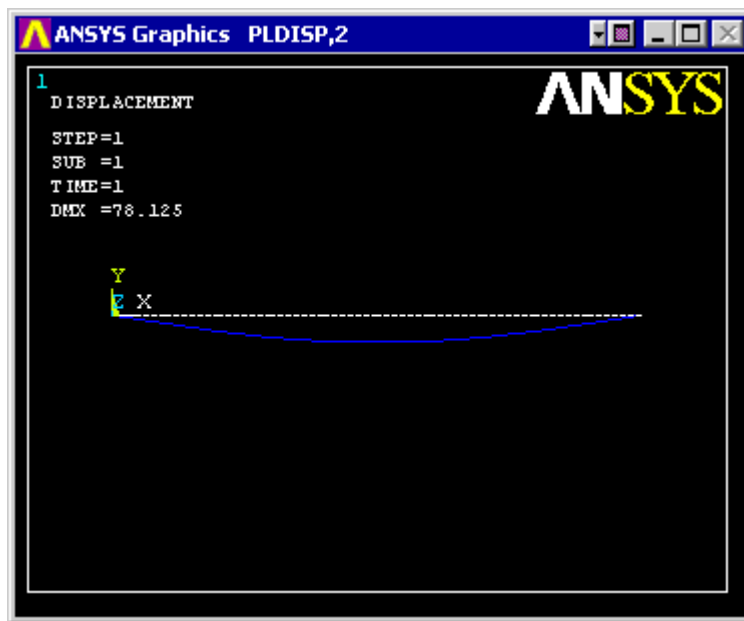 ANSYS Graphics PLDISP,2
1
ANSYS
DISPLACEMENT
STEP=1
SUB =1
TIME=1
DMX =78.125
Y
Z X